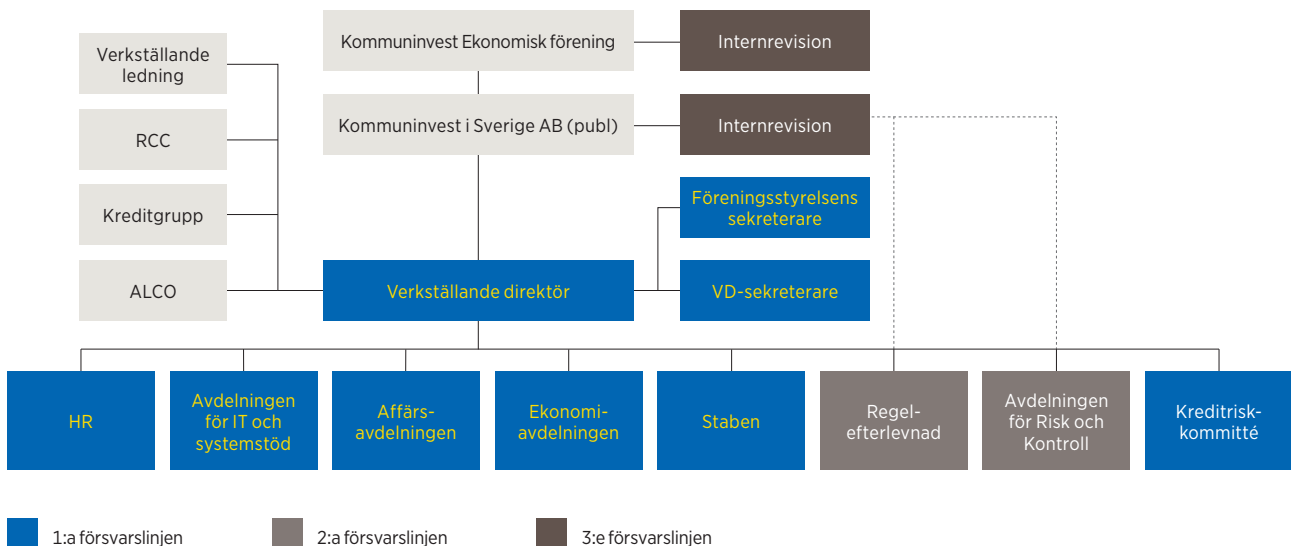 Kommuninvest Ekonomisk förening
Internrevision
Verkställande
ledning
Kommuninvest i Sverige AB (publ)
Internrevision
RCC
Föreningsstyrelsens
sekreterare
Kreditgrupp
ALCO
Verkställande direktör
VD-sekreterare
HR
Avdelningen
för IT och
systemstöd
Affärs-
avdelningen
Ekonomi-
avdelningen
Staben
Regel-
efterlevnad
Avdelningen
för Risk och
Kontroll
Kreditrisk-
kommitté
1:a försvarslinjen
2:a försvarslinjen
3:e försvarslinjen